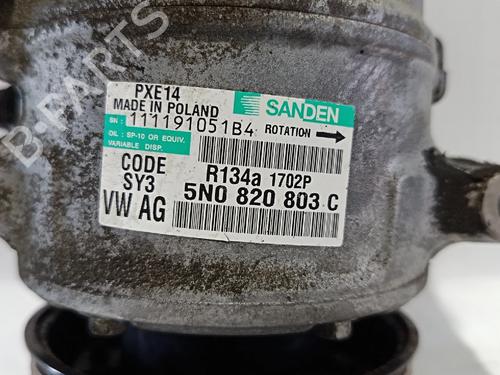 PXE14
MADE IN POLAND
SANDEN
SN: 111191051B4
ROTATION
OIL: SP-10 OR EQUIV.
VARIABLE DISP.
CODE
SY3
R134a 1702P
VW AG
5N0 820 803 C
B-PARTS